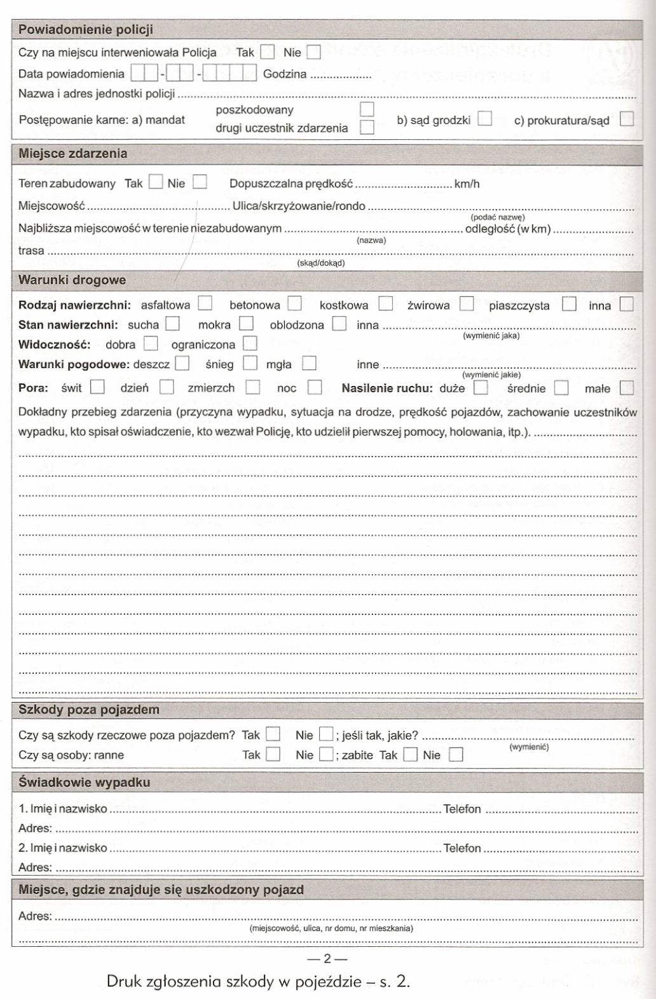 Powiadomienie policji
Czy na miejscu interweniowała Policja Tak Nie
Data powiadomienia - - Godzina ..................
Nazwa i adres jednostki policji ..................
Postępowanie karne: a) mandat poszkodowany b) sąd grodzki c) prokuratura/sąd
drugi uczestnik zdarzenia
Miejsce zdarzenia
Teren zabudowany Tak Nie Dopuszczalna prędkość .................. km/h
Miejscowość .................. Ulica/skrzyżowanie/rondo ..................
(podać nazwę)
Najbliższa miejscowość w terenie niezabudowanym .................. odległość (w km) ..................
(nazwa)
trasa ..................
(skąd/dokąd)
Warunki drogowe
Rodzaj nawierzchni: asfaltowa betonowa kostkowa żwirowa piaszczysta inna
Stan nawierzchni: sucha mokra oblodzona inna ..................
(wymienić jaka)
Widoczność: dobra ograniczona
Warunki pogodowe: deszcz śnieg mgła inne ..................
(wymienić jakie)
Pora: świt dzień zmierzch noc Nasilenie ruchu: duże średnie małe
Dokładny przebieg zdarzenia (przyczyna wypadku, sytuacja na drodze, prędkość pojazdów, zachowanie uczestników
wypadku, kto spisał oświadczenie, kto wezwał Policję, kto udzielił pierwszej pomocy, holowania, itp.). ..................
Szkody poza pojazdem
Czy są szkody rzeczowe poza pojazdem? Tak Nie ; jeśli tak, jakie? ..................
(wymienić)
Czy są osoby: ranne Tak Nie ; zabite Tak Nie
Świadkowie wypadku
1. Imię i nazwisko .................. Telefon ..................
Adres: ..................
2. Imię i nazwisko .................. Telefon ..................
Adres: ..................
Miejsce, gdzie znajduje się uszkodzony pojazd
Adres: ..................
(miejscowość, ulica, nr domu, nr mieszkania)
— 2 —
Druk zgłoszenia szkody w pojeździe – s. 2.